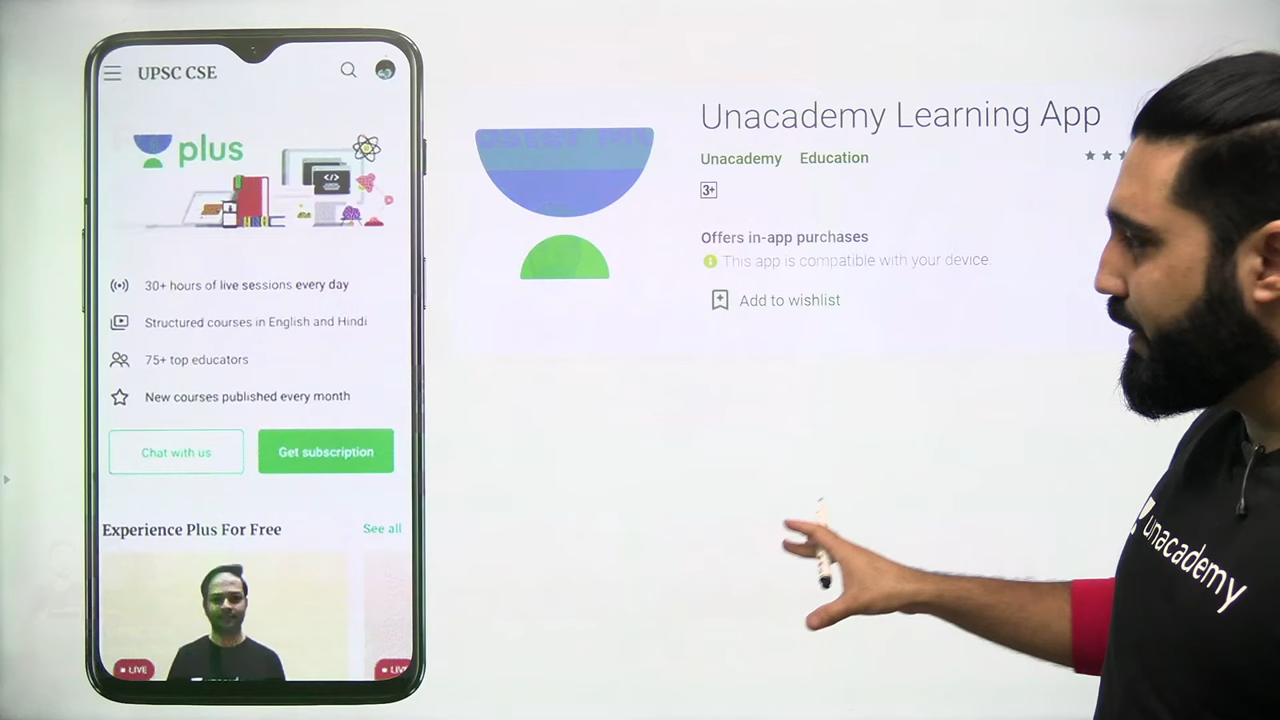 UPSC CSE
plus
30+ hours of live sessions every day
Structured courses in English and Hindi
75+ top educators
New courses published every month
Chat with us
Get subscription
Experience Plus For Free
See all
LIVE
LIV
Unacademy Learning App
Unacademy Education
3+
Offers in-app purchases
This app is compatible with your device.
Add to wishlist
unacademy